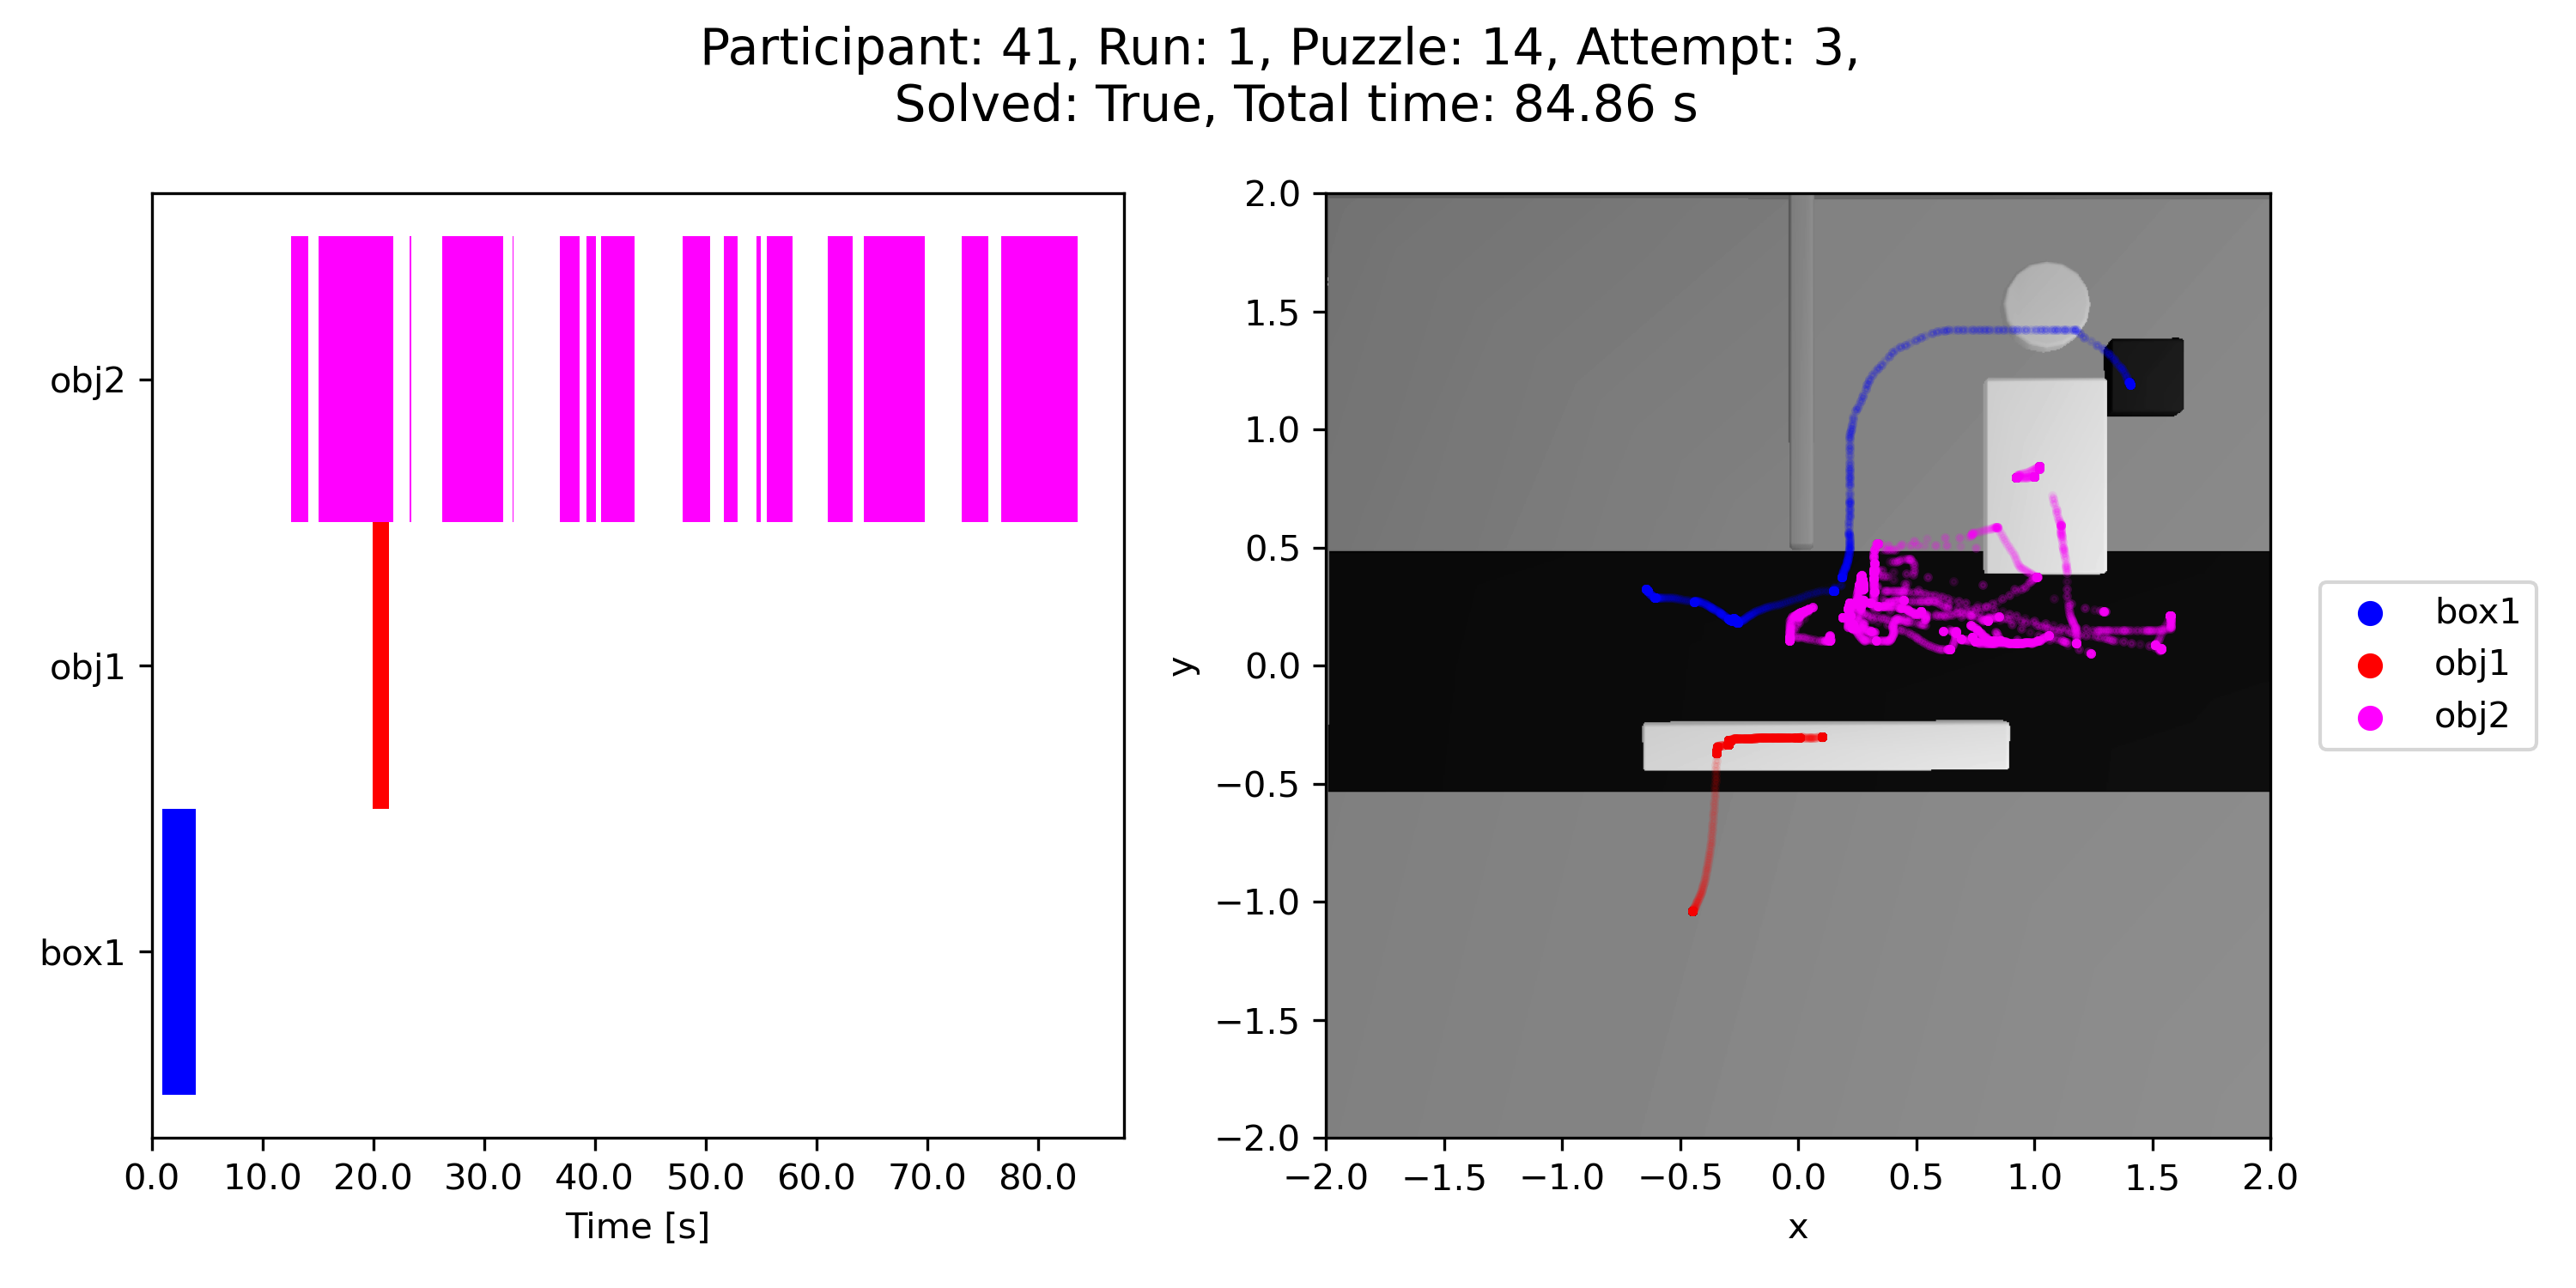 Participant: 41, Run: 1, Puzzle: 14, Attempt: 3,
Solved: True, Total time: 84.86 s
obj2
obj1
box1
0.0 10.0 20.0 30.0 40.0 50.0 60.0 70.0 80.0
Time [s]
2.0
1.5
1.0
0.5
0.0
−0.5
−1.0
−1.5
−2.0
y
−2.0 −1.5 −1.0 −0.5 0.0 0.5 1.0 1.5 2.0
x
box1
obj1
obj2